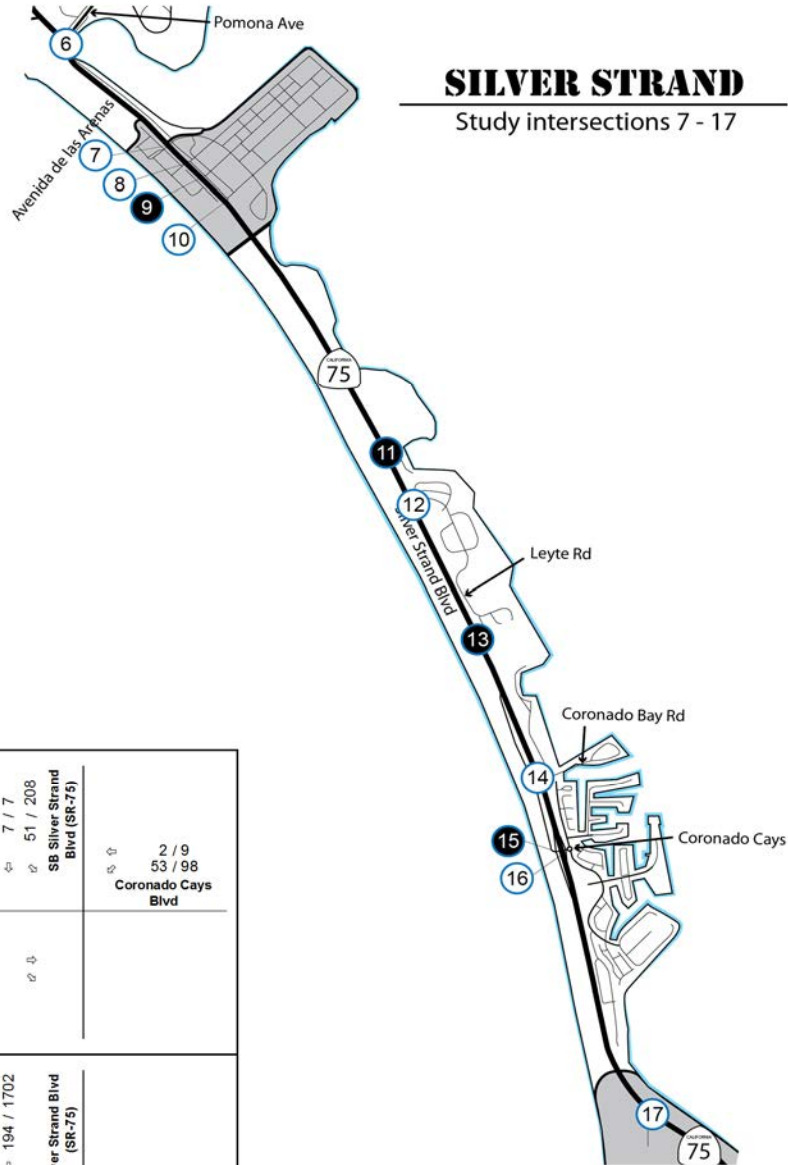 SILVER STRAND
Study intersections 7 - 17
Pomona Ave
6
Avenida de las Arenas
7
8
9
10
CALIFORNIA
75
11
12
Silver Strand Blvd
Leyte Rd
13
Coronado Bay Rd
14
15
Coronado Cays
16
17
CALIFORNIA
75
7 / 7
51 / 208
SB Silver Strand
Blvd (SR-75)
2 / 9
53 / 98
Coronado Cays
Blvd
194 / 1702
Strand Blvd
(SR-75)